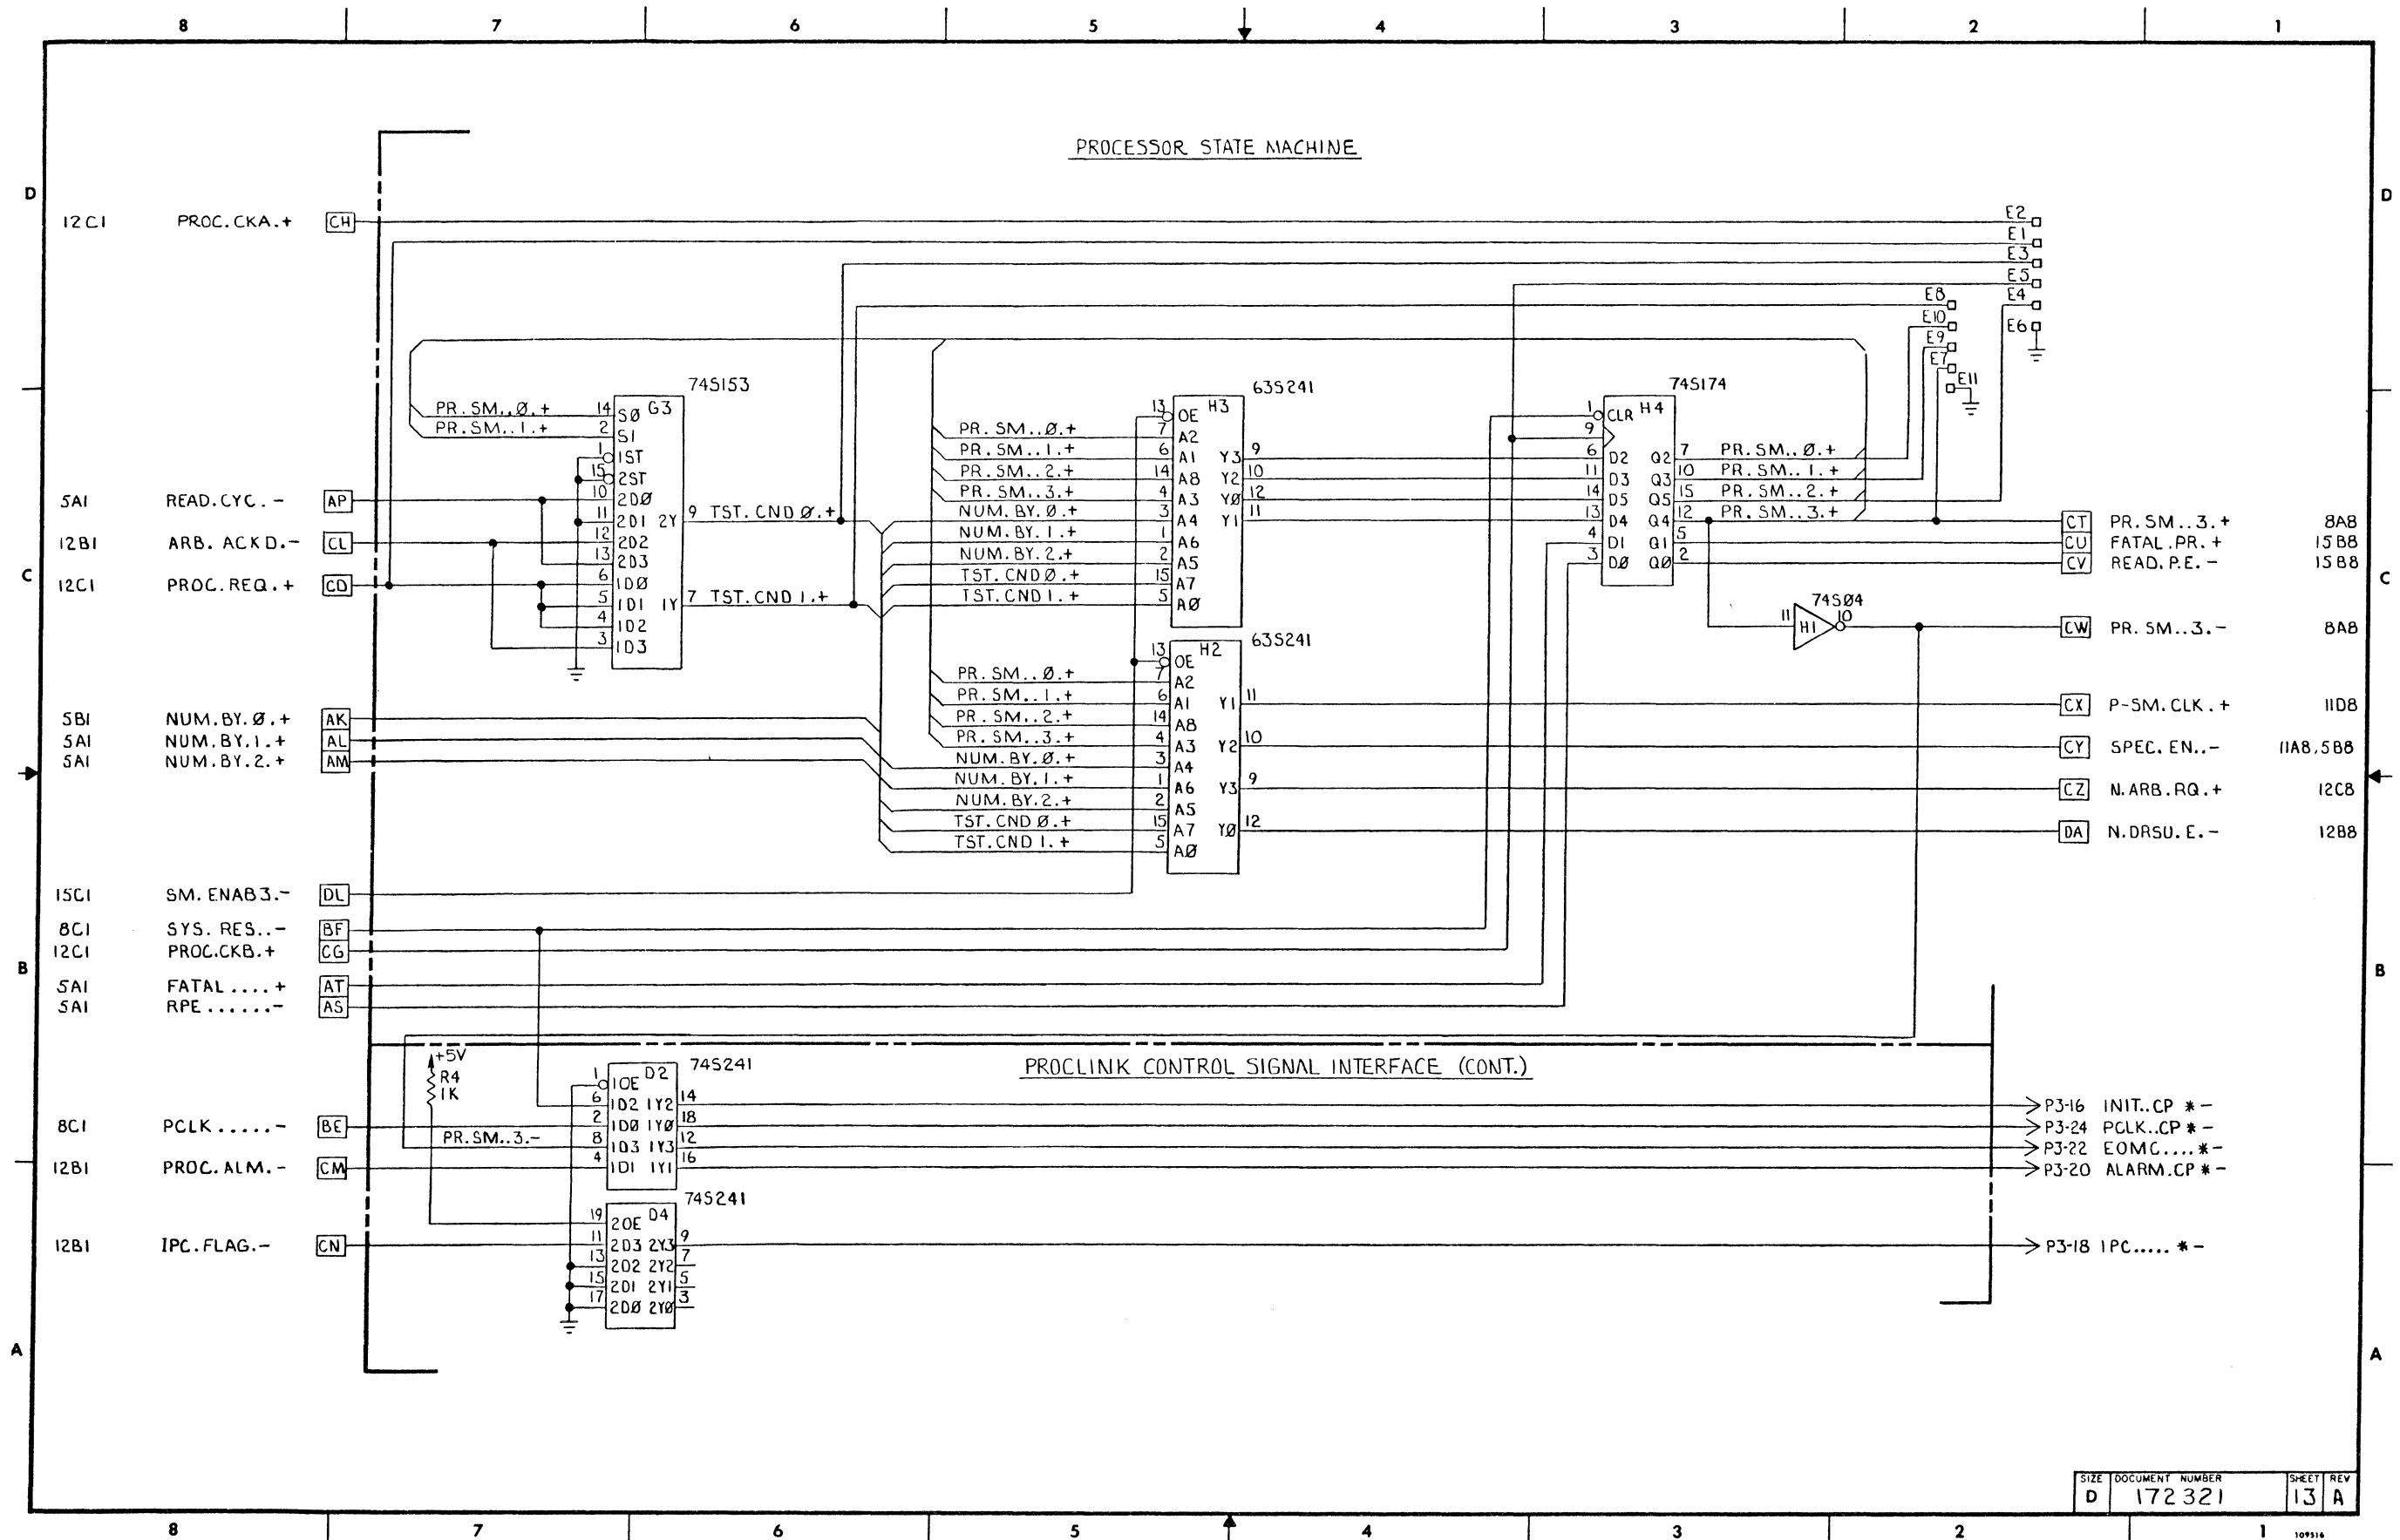 8 7 6 5 4 3 2 1
PROCESSOR STATE MACHINE
D D
12C1 PROC.CKA.+ CH
E2
E1
E3
E5
E8 E4
E10 E6
E9
E7
E11
74S153 63S241 74S174
PR.SM..Ø.+ 14 SØ G3
PR.SM..1.+ 2 S1
1 1ST
15 2ST
10 2DØ
11 2D1 2Y 9 TST.CNDØ.+
12 2D2
13 2D3
6 1DØ
5 1D1 1Y 7 TST.CND1.+
4 1D2
3 1D3
13 OE H3
PR.SM..Ø.+ 7 A2
PR.SM..1.+ 6 A1 Y3 9
PR.SM..2.+ 14 A8 Y2 10
PR.SM..3.+ 4 A3 YØ 12
NUM.BY.Ø.+ 3 A4 Y1 11
NUM.BY.1.+ 1 A6
NUM.BY.2.+ 2 A5
TST.CNDØ.+ 15 A7
TST.CND1.+ 5 AØ
1 CLR H4
9
6 D2 Q2 7 PR.SM..Ø.+
11 D3 Q3 10 PR.SM..1.+
14 D5 Q5 15 PR.SM..2.+
13 D4 Q4 12 PR.SM..3.+
4 D1 Q1 5
3 DØ QØ 2
5A1 READ.CYC.- AP
12B1 ARB.ACKD.- CL
12C1 PROC.REQ.+ CD
C C
CT PR.SM..3.+ 8A8
CU FATAL.PR.+ 15B8
CV READ.P.E.- 15B8
74SØ4
11 H1 10
CW PR.SM..3.- 8A8
63S241
13 OE H2
PR.SM..Ø.+ 7 A2
PR.SM..1.+ 6 A1 Y1 11
PR.SM..2.+ 14 A8
PR.SM..3.+ 4 A3 Y2 10
NUM.BY.Ø.+ 3 A4
NUM.BY.1.+ 1 A6 Y3 9
NUM.BY.2.+ 2 A5
TST.CNDØ.+ 15 A7 YØ 12
TST.CND1.+ 5 AØ
CX P-SM.CLK.+ 11D8
CY SPEC.EN..- 11A8,5B8
CZ N.ARB.RQ.+ 12C8
DA N.DRSU.E.- 12B8
5B1 NUM.BY.Ø.+ AK
5A1 NUM.BY.1.+ AL
5A1 NUM.BY.2.+ AM
15C1 SM.ENAB3.- DL
8C1 SYS.RES..- BF
12C1 PROC.CKB.+ CG
B B
5A1 FATAL....+ AT
5A1 RPE......- AS
PROCLINK CONTROL SIGNAL INTERFACE (CONT.)
+5V
R4
1K
74S241
1 1OE D2
6 1D2 1Y2 14
2 1DØ 1YØ 18
PR.SM..3.- 8 1D3 1Y3 12
4 1D1 1Y1 16
8C1 PCLK.....- BE
12B1 PROC.ALM.- CM
P3-16 INIT..CP*-
P3-24 PCLK..CP*-
P3-22 EOMC....*-
P3-20 ALARM.CP*-
74S241
19 2OE D4
11 2D3 2Y3 9
13 2D2 2Y2 7
15 2D1 2Y1 5
17 2DØ 2YØ 3
12B1 IPC.FLAG.- CN
P3-18 IPC.....*-
A A
SIZE DOCUMENT NUMBER SHEET REV
D 172321 13 A
8 7 6 5 4 3 2 1
109516